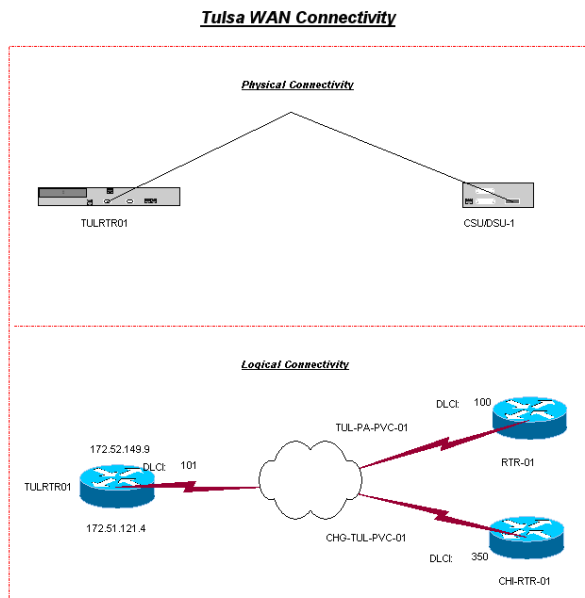 Tulsa WAN Connectivity
Physical Connectivity
TULRTR01
CSU/DSU-1
Logical Connectivity
DLCI: 100
TUL-PA-PVC-01
RTR-01
172.52.149.9
DLCI: 101
TULRTR01
172.51.121.4
CHG-TUL-PVC-01
DLCI: 350
CHI-RTR-01